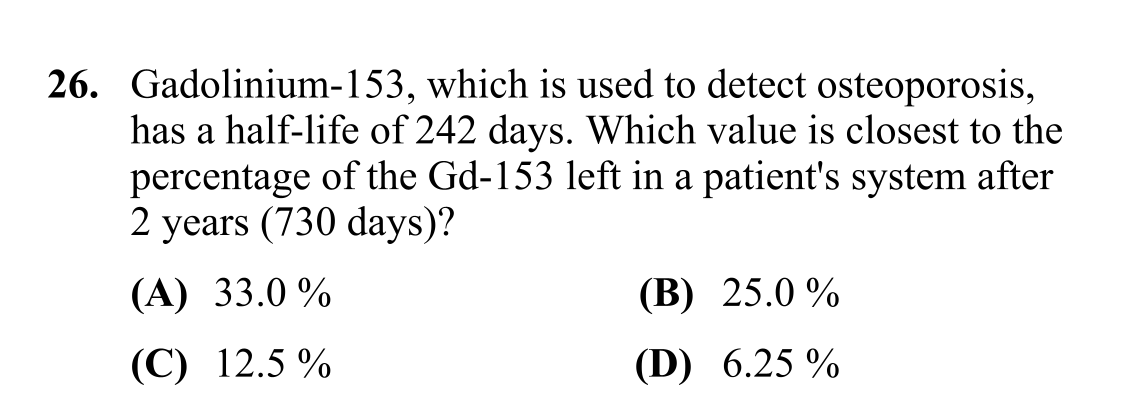 26. Gadolinium-153, which is used to detect osteoporosis,
has a half-life of 242 days. Which value is closest to the
percentage of the Gd-153 left in a patient's system after
2 years (730 days)?
(A) 33.0 % (B) 25.0 %
(C) 12.5 % (D) 6.25 %